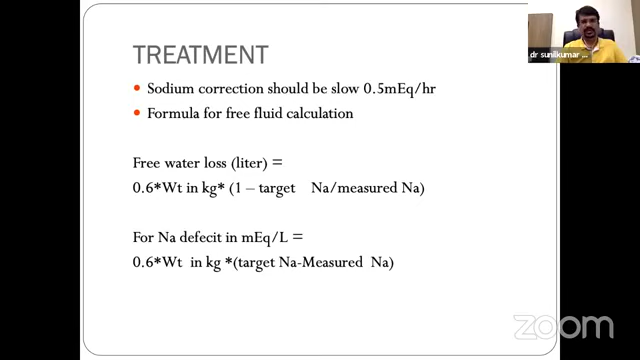 TREATMENT
Sodium correction should be slow 0.5mEq/hr
Formula for free fluid calculation
Free water loss (liter) =
0.6*Wt in kg* (1 – target Na/measured Na)
For Na defecit in mEq/L =
0.6*Wt in kg *(target Na-Measured Na)
dr sunilkumar ...
zoom